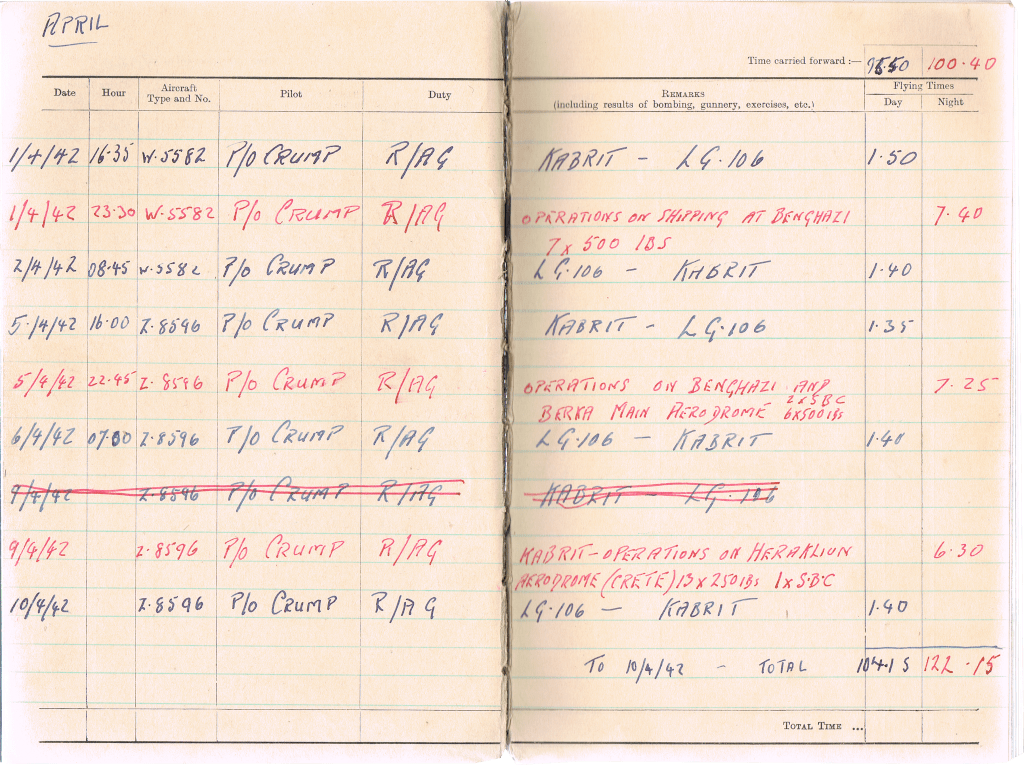 APRIL
Time carried forward :— 95.50 100.40
Date Hour Aircraft Type and No. Pilot Duty REMARKS (including results of bombing, gunnery, exercises, etc.) Flying Times Day Night
1/4/42 16.35 W.5582 P/O CRUMP R/AG KABRIT - LG.106 1.50
1/4/42 23.30 W.5582 P/O CRUMP R/AG OPERATIONS ON SHIPPING AT BENGHAZI 7.40
7 x 500 LBS
2/4/42 08.45 W.5582 P/O CRUMP R/AG LG.106 - KABRIT 1.40
5/4/42 16.00 Z.8596 P/O CRUMP R/AG KABRIT - LG.106 1.35
5/4/42 22.45 Z.8596 P/O CRUMP R/AG OPERATIONS ON BENGHAZI AND 7.25
BERKA MAIN AERODROME 2 x SBC 6x500 lbs
6/4/42 07.00 Z.8596 P/O CRUMP R/AG LG.106 - KABRIT 1.40
9/4/42 Z.8596 P/O CRUMP R/AG KABRIT - LG.106
9/4/42 Z.8596 P/O CRUMP R/AG KABRIT - OPERATIONS ON HERAKLIUN 6.30
AERODROME (CRETE) 13 x 250 LBs 1 x S.B.C
10/4/42 Z.8596 P/O CRUMP R/AG LG.106 - KABRIT 1.40
TO 10/4/42 - TOTAL 104.15 122.15
TOTAL TIME ...